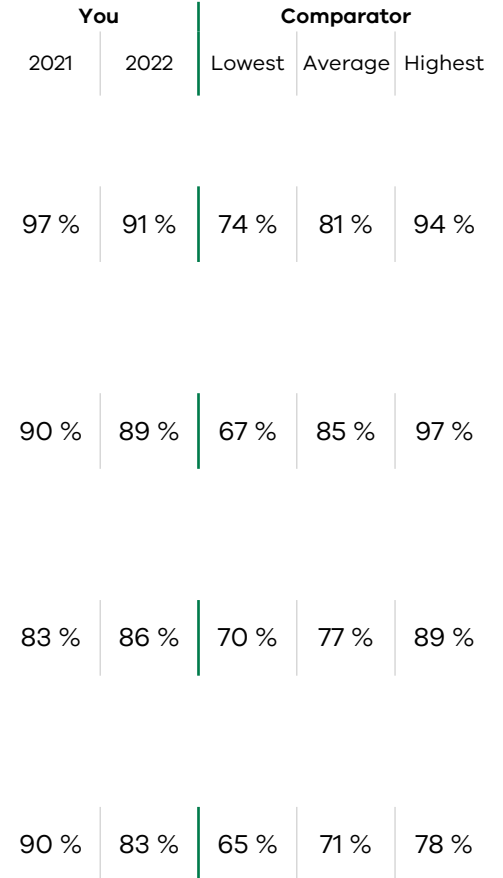 You Comparator
2021 2022 Lowest Average Highest
97 % 91 % 74 % 81 % 94 %
90 % 89 % 67 % 85 % 97 %
83 % 86 % 70 % 77 % 89 %
90 % 83 % 65 % 71 % 78 %